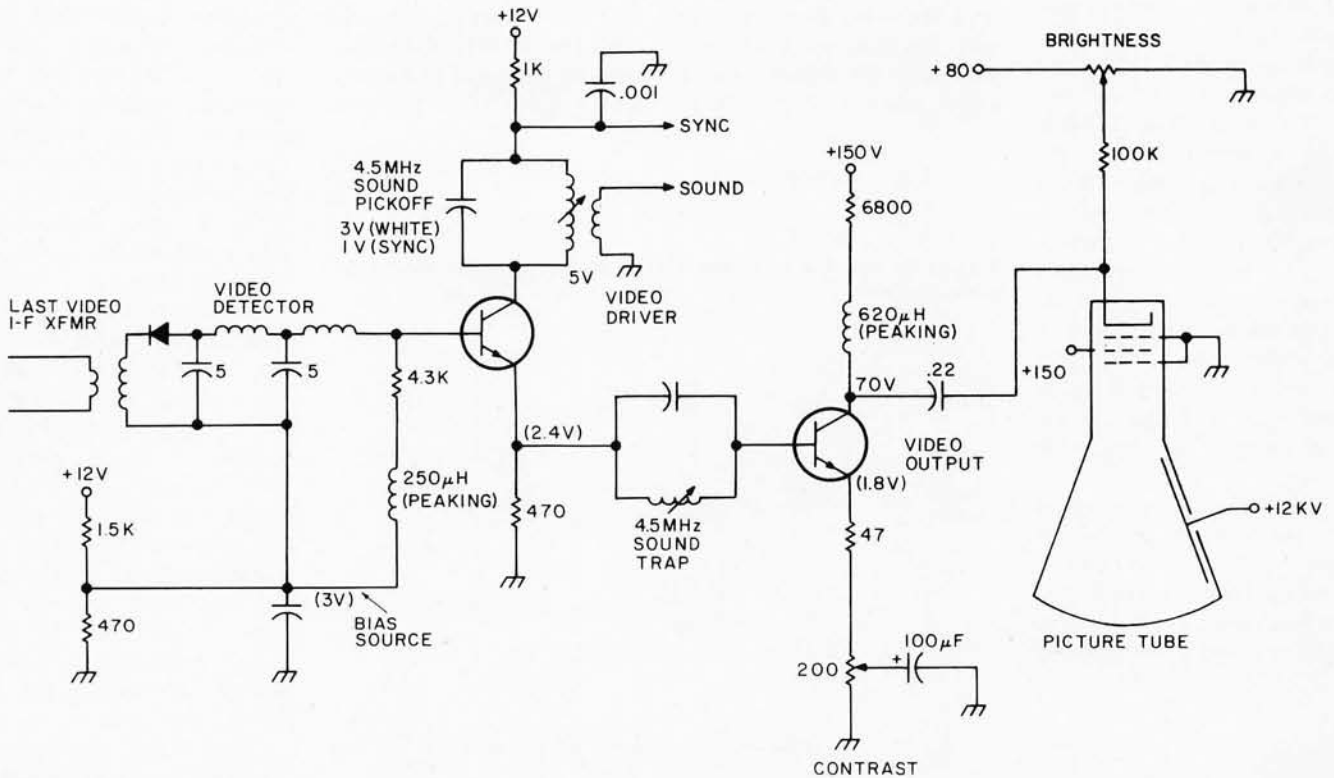 +12V
1K
.001
SYNC
4.5MHz
SOUND
PICKOFF
3V (WHITE)
1V (SYNC)
SOUND
5V
VIDEO
DRIVER
LAST VIDEO
I-F XFMR
VIDEO
DETECTOR
5
5
4.3K
250μH
(PEAKING)
+12V
1.5K
470
(3V)
BIAS
SOURCE
(2.4V)
470
4.5MHz
SOUND
TRAP
+150V
6800
620μH
(PEAKING)
70V
.22
VIDEO
OUTPUT
(1.8V)
47
200
+
100μF
CONTRAST
BRIGHTNESS
+80
100K
+150
+12KV
PICTURE TUBE